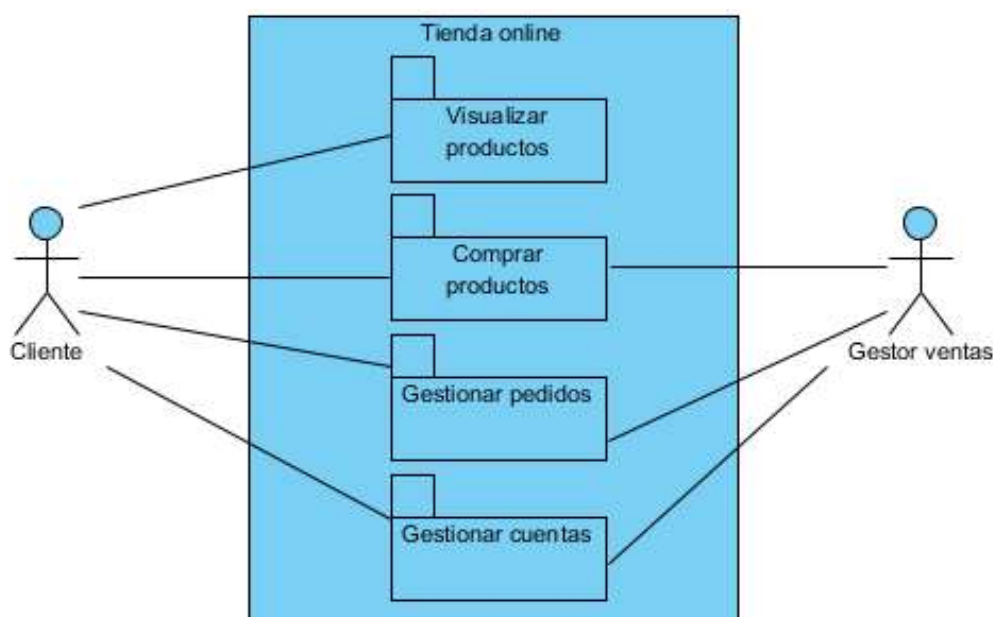 Tienda online
Visualizar
productos
Comprar
productos
Cliente
Gestor ventas
Gestionar pedidos
Gestionar cuentas